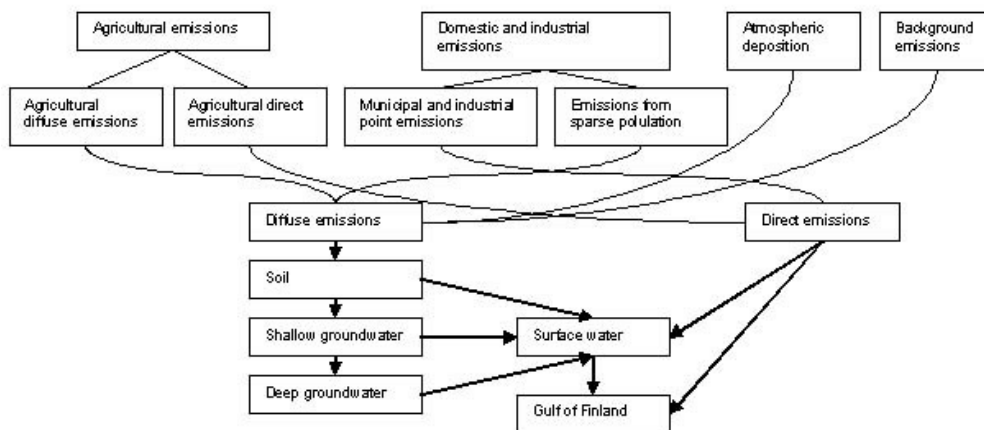 Agricultural emissions
Domestic and industrial
emissions
Atmospheric
deposition
Background
emissions
Agricultural
diffuse emissions
Agricultural direct
emissions
Municipal and industrial
point emissions
Emissions from
sparse polulation
Diffuse emissions
Direct emissions
Soil
Shallow groundwater
Surface water
Deep groundwater
Gulf of Finland